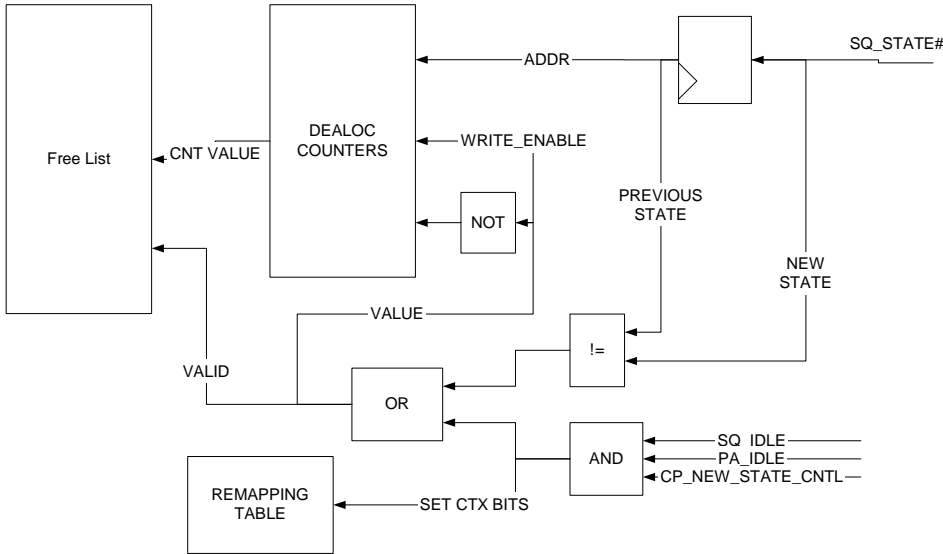 SQ_STATE#
ADDR
Free List
CNT VALUE
DEALOC
COUNTERS
WRITE_ENABLE
NOT
PREVIOUS
STATE
NEW
STATE
VALUE
!=
VALID
OR
SQ_IDLE
PA_IDLE
CP_NEW_STATE_CNTL
AND
REMAPPING
TABLE
SET CTX BITS